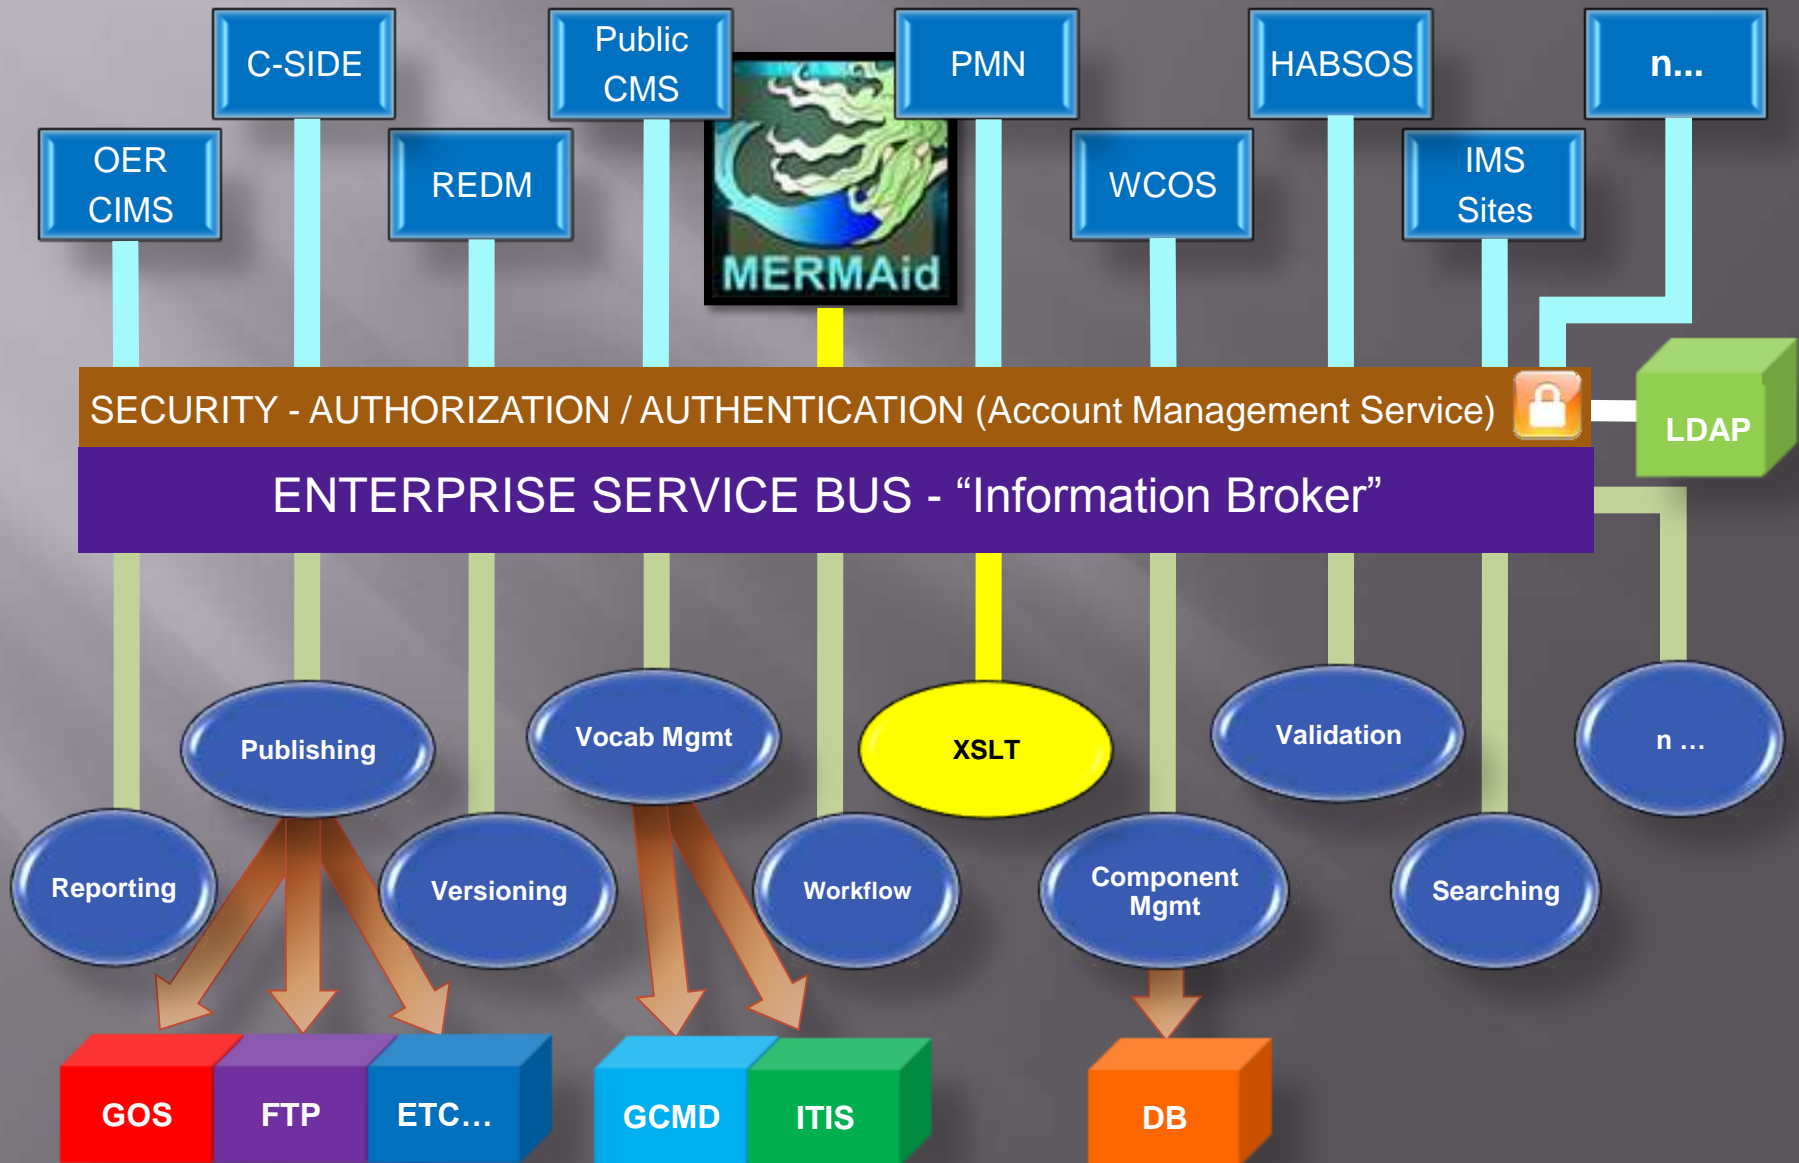 C-SIDE
Public
CMS
PMN
HABSOS
n...
OER
CIMS
REDM
MERMAid
WCOS
IMS
Sites
SECURITY - AUTHORIZATION / AUTHENTICATION (Account Management Service)
LDAP
ENTERPRISE SERVICE BUS - “Information Broker”
Publishing
Vocab Mgmt
XSLT
Validation
n ...
Reporting
Versioning
Workflow
Component
Mgmt
Searching
GOS
FTP
ETC...
GCMD
ITIS
DB